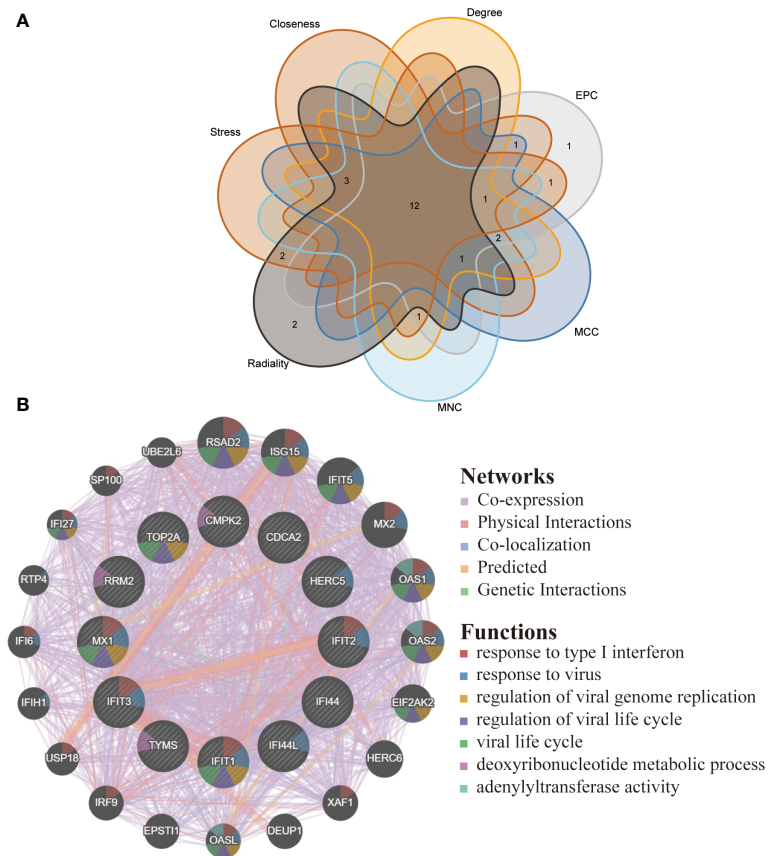 A
Closeness
Degree
EPC
Stress
MCC
Radiality
MNC
1
1
1
3
1
12
2
2
1
2
1
B
UBE2L6
RSAD2
ISG15
SP100
IFIT5
IFI27
TOP2A
CMPK2
CDCA2
MX2
RTP4
RRM2
HERC5
OAS1
IFI6
MX1
IFIT2
OAS2
IFIH1
IFIT3
IFI44
EIF2AK2
TYMS
IFIT1
IFI44L
USP18
HERC6
IRF9
XAF1
EPSTI1
OASL
DEUP1
Networks
Co-expression
Physical Interactions
Co-localization
Predicted
Genetic Interactions
Functions
response to type I interferon
response to virus
regulation of viral genome replication
regulation of viral life cycle
viral life cycle
deoxyribonucleotide metabolic process
adenylyltransferase activity